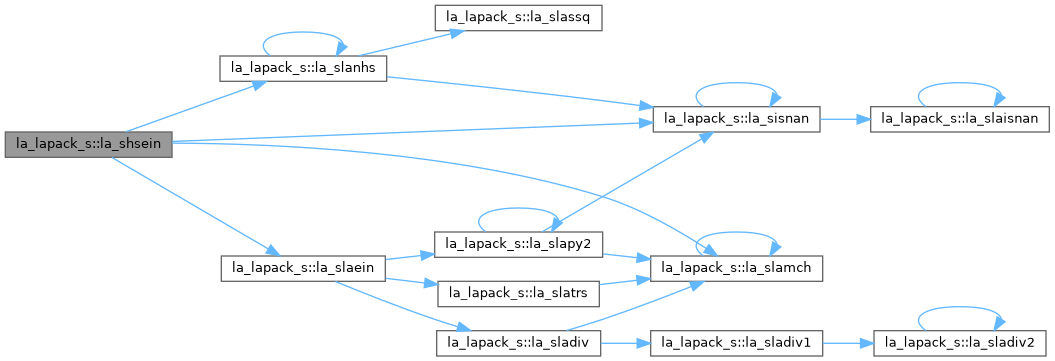 la_lapack_s::la_slassq
la_lapack_s::la_slanhs
la_lapack_s::la_sisnan
la_lapack_s::la_slaisnan
la_lapack_s::la_shsein
la_lapack_s::la_slapy2
la_lapack_s::la_slaein
la_lapack_s::la_slamch
la_lapack_s::la_slatrs
la_lapack_s::la_sladiv
la_lapack_s::la_sladiv1
la_lapack_s::la_sladiv2